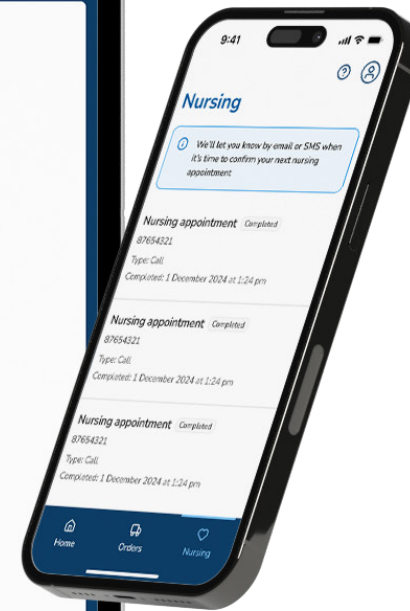 9:41
Nursing
We'll let you know by email or SMS when
it's time to confirm your next nursing
appointment
Nursing appointment Completed
87654321
Type: Call
Completed: 1 December 2024 at 1:24 pm
Nursing appointment Completed
87654321
Type: Call
Completed: 1 December 2024 at 1:24 pm
Nursing appointment Completed
87654321
Type: Call
Completed: 1 December 2024 at 1:24 pm
Home Orders Nursing